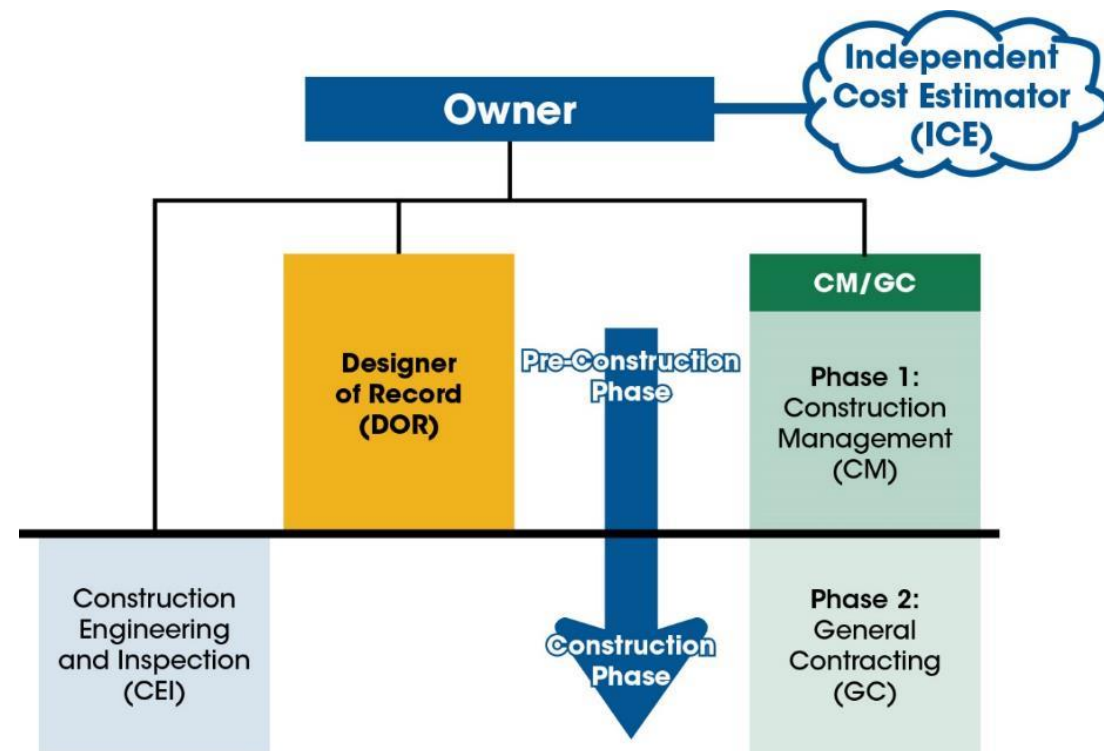 Independent
Cost Estimator
(ICE)
Owner
CM/GC
Designer
of Record
(DOR)
Pre-Construction
Phase
Phase 1:
Construction
Management
(CM)
Construction
Engineering
and Inspection
(CEI)
Construction
Phase
Phase 2:
General
Contracting
(GC)